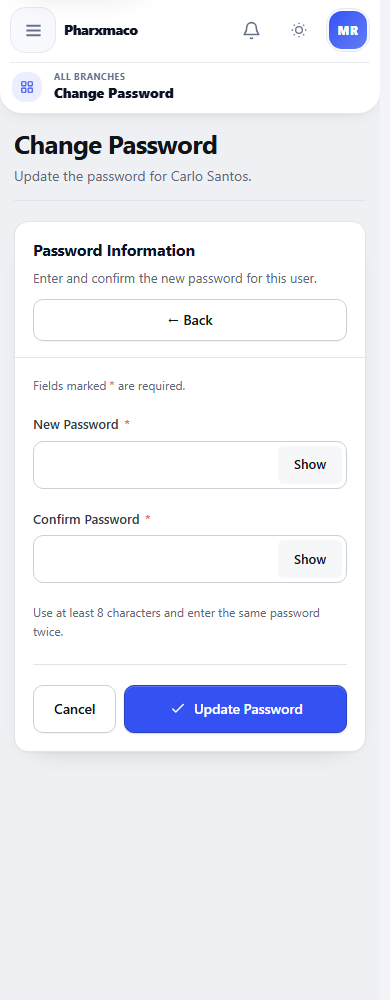 Pharxmaco
MR
ALL BRANCHES
Change Password
Change Password
Update the password for Carlo Santos.
Password Information
Enter and confirm the new password for this user.
← Back
Fields marked * are required.
New Password *
Show
Confirm Password *
Show
Use at least 8 characters and enter the same password
twice.
Cancel
Update Password